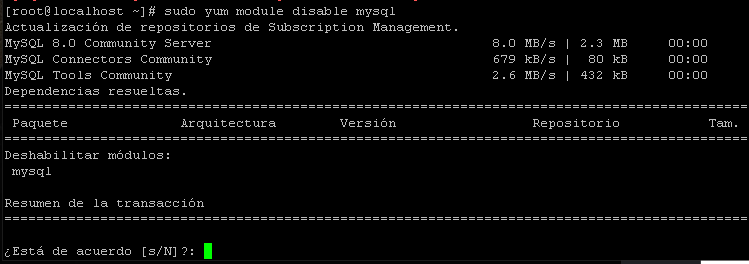 [root@localhost ~]# sudo yum module disable mysql
Actualización de repositorios de Subscription Management.
MySQL 8.0 Community Server 8.0 MB/s | 2.3 MB 00:00
MySQL Connectors Community 679 kB/s | 80 kB 00:00
MySQL Tools Community 2.6 MB/s | 432 kB 00:00
Dependencias resueltas.
================================================================================
Paquete Arquitectura Versión Repositorio Tam.
================================================================================
Deshabilitar módulos:
mysql
Resumen de la transacción
================================================================================
¿Está de acuerdo [s/N]?: